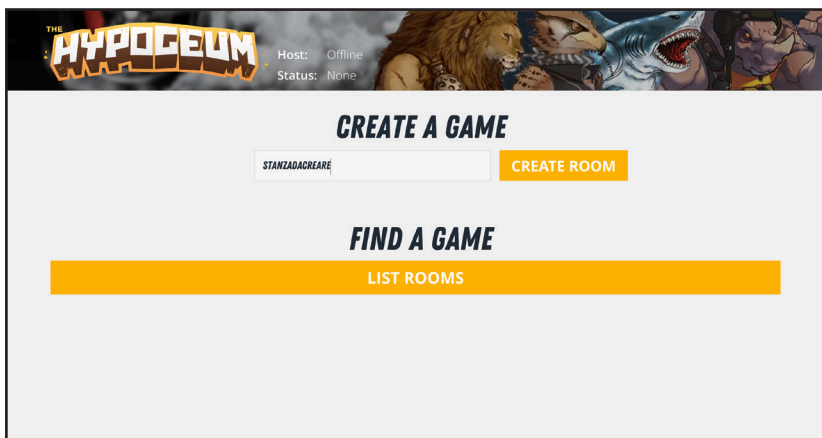 THE
HYPOGEUM
Host: Offline
Status: None
CREATE A GAME
STANZADACREARE
CREATE ROOM
FIND A GAME
LIST ROOMS